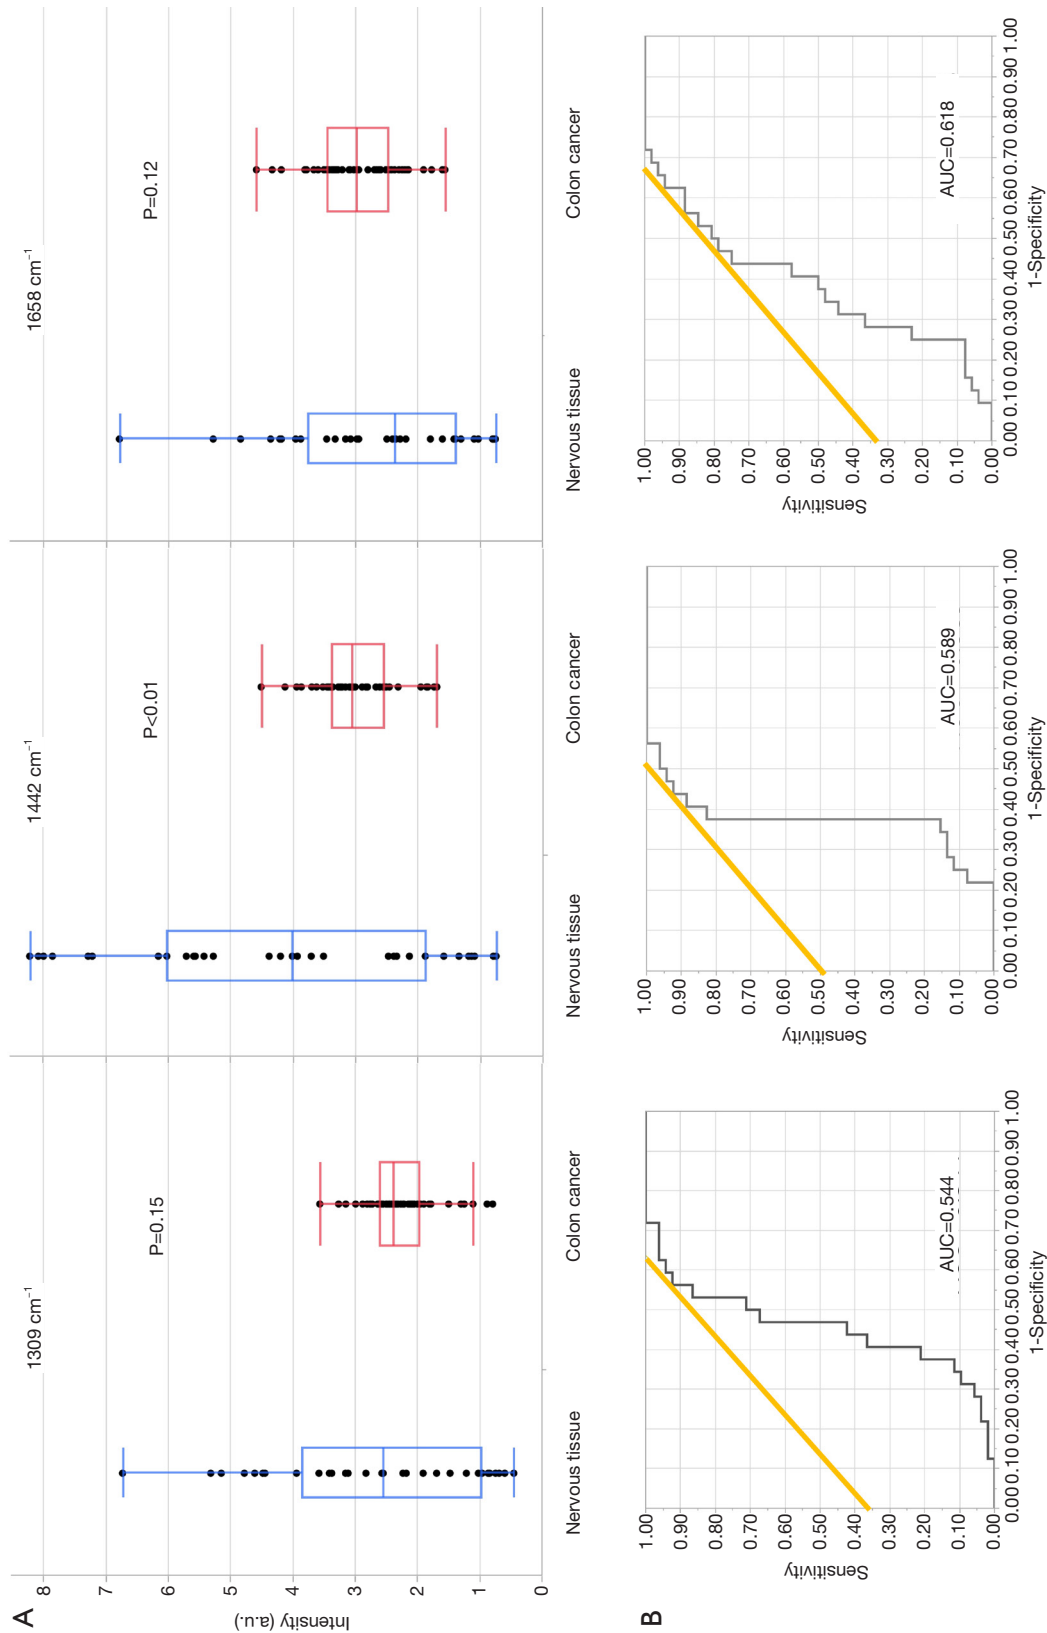 A
1309 cm⁻¹
1442 cm⁻¹
1658 cm⁻¹
P=0.15
P<0.01
P=0.12
Intensity (a.u.)
8
7
6
5
4
3
2
1
0
Nervous tissue
Colon cancer
Nervous tissue
Colon cancer
Nervous tissue
Colon cancer
B
Sensitivity
1.00
0.90
0.80
0.70
0.60
0.50
0.40
0.30
0.20
0.10
0.00
AUC=0.544
0.00 0.10 0.20 0.30 0.40 0.50 0.60 0.70 0.80 0.90 1.00
1-Specificity
Sensitivity
1.00
0.90
0.80
0.70
0.60
0.50
0.40
0.30
0.20
0.10
0.00
AUC=0.589
0.00 0.10 0.20 0.30 0.40 0.50 0.60 0.70 0.80 0.90 1.00
1-Specificity
Sensitivity
1.00
0.90
0.80
0.70
0.60
0.50
0.40
0.30
0.20
0.10
0.00
AUC=0.618
0.00 0.10 0.20 0.30 0.40 0.50 0.60 0.70 0.80 0.90 1.00
1-Specificity